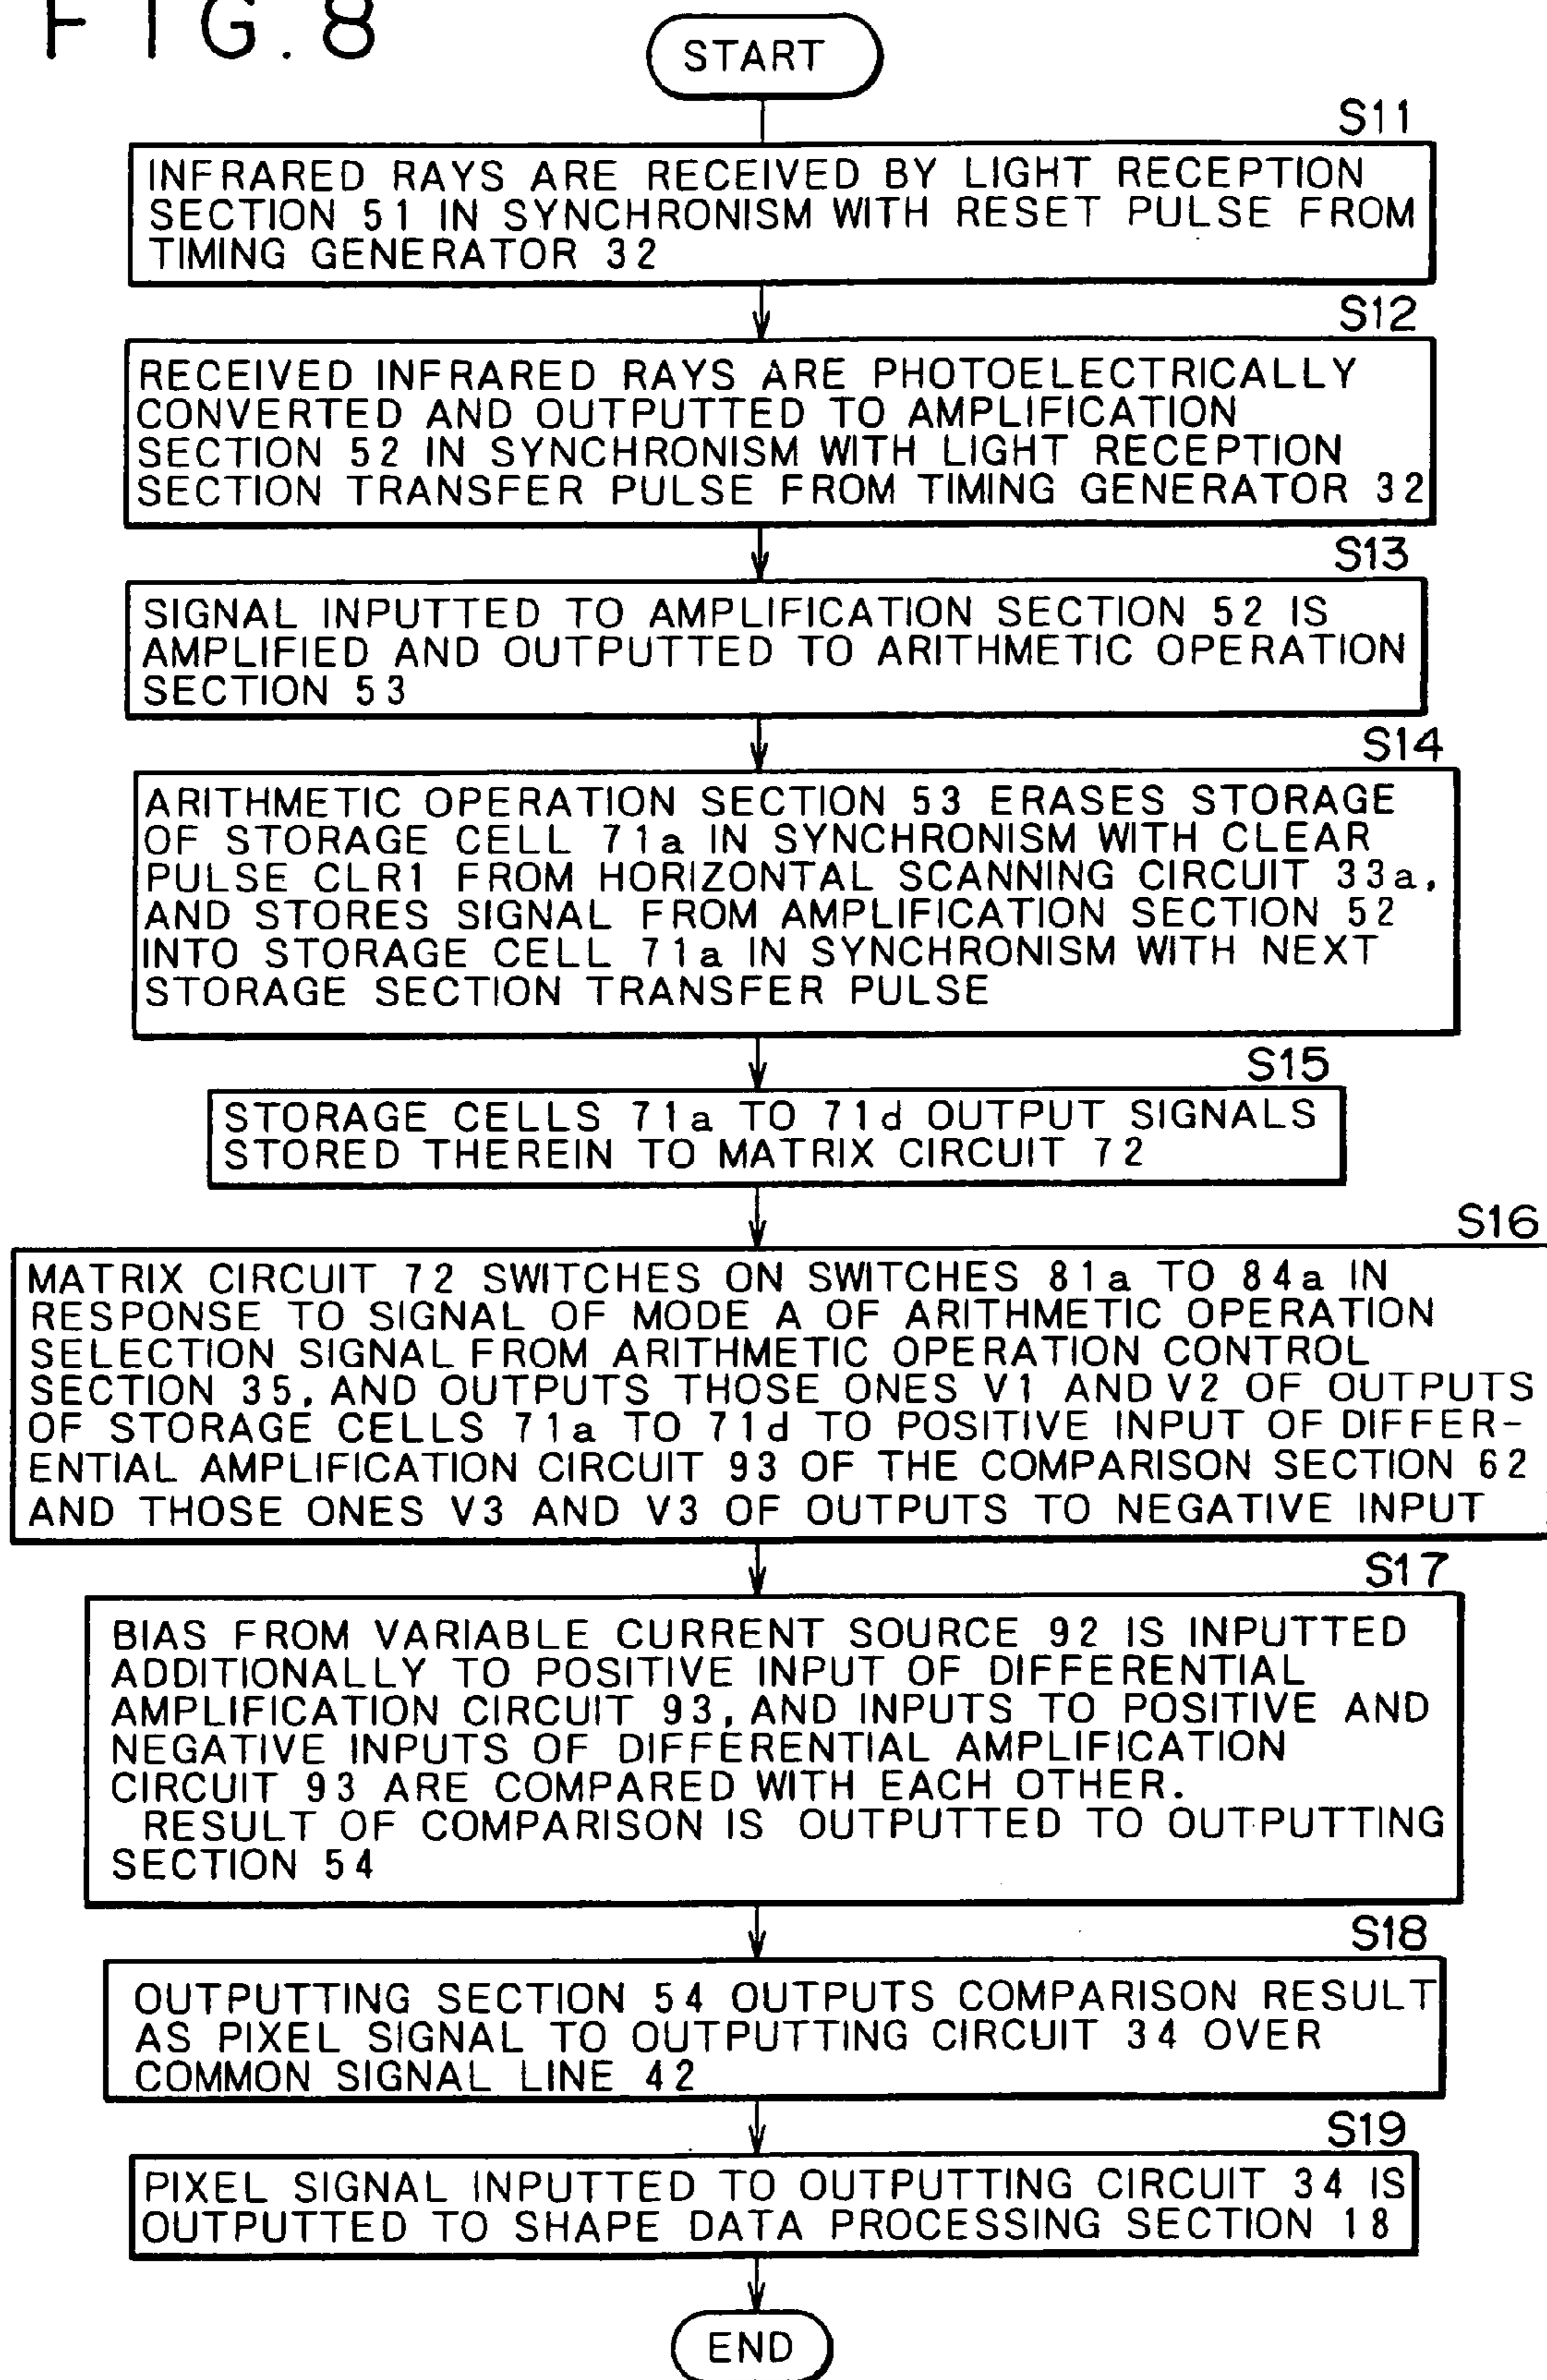 FIG.8
START
S11
INFRARED RAYS ARE RECEIVED BY LIGHT RECEPTION
SECTION 51 IN SYNCHRONISM WITH RESET PULSE FROM
TIMING GENERATOR 32
S12
RECEIVED INFRARED RAYS ARE PHOTOELECTRICALLY
CONVERTED AND OUTPUTTED TO AMPLIFICATION
SECTION 52 IN SYNCHRONISM WITH LIGHT RECEPTION
SECTION TRANSFER PULSE FROM TIMING GENERATOR 32
S13
SIGNAL INPUTTED TO AMPLIFICATION SECTION 52 IS
AMPLIFIED AND OUTPUTTED TO ARITHMETIC OPERATION
SECTION 53
S14
ARITHMETIC OPERATION SECTION 53 ERASES STORAGE
OF STORAGE CELL 71a IN SYNCHRONISM WITH CLEAR
PULSE CLR1 FROM HORIZONTAL SCANNING CIRCUIT 33a,
AND STORES SIGNAL FROM AMPLIFICATION SECTION 52
INTO STORAGE CELL 71a IN SYNCHRONISM WITH NEXT
STORAGE SECTION TRANSFER PULSE
S15
STORAGE CELLS 71a TO 71d OUTPUT SIGNALS
STORED THEREIN TO MATRIX CIRCUIT 72
S16
MATRIX CIRCUIT 72 SWITCHES ON SWITCHES 81a TO 84a IN
RESPONSE TO SIGNAL OF MODE A OF ARITHMETIC OPERATION
SELECTION SIGNAL FROM ARITHMETIC OPERATION CONTROL
SECTION 35, AND OUTPUTS THOSE ONES V1 AND V2 OF OUTPUTS
OF STORAGE CELLS 71a TO 71d TO POSITIVE INPUT OF DIFFER-
ENTIAL AMPLIFICATION CIRCUIT 93 OF THE COMPARISON SECTION 62
AND THOSE ONES V3 AND V3 OF OUTPUTS TO NEGATIVE INPUT
S17
BIAS FROM VARIABLE CURRENT SOURCE 92 IS INPUTTED
ADDITIONALLY TO POSITIVE INPUT OF DIFFERENTIAL
AMPLIFICATION CIRCUIT 93, AND INPUTS TO POSITIVE AND
NEGATIVE INPUTS OF DIFFERENTIAL AMPLIFICATION
CIRCUIT 93 ARE COMPARED WITH EACH OTHER.
RESULT OF COMPARISON IS OUTPUTTED TO OUTPUTTING
SECTION 54
S18
OUTPUTTING SECTION 54 OUTPUTS COMPARISON RESULT
AS PIXEL SIGNAL TO OUTPUTTING CIRCUIT 34 OVER
COMMON SIGNAL LINE 42
S19
PIXEL SIGNAL INPUTTED TO OUTPUTTING CIRCUIT 34 IS
OUTPUTTED TO SHAPE DATA PROCESSING SECTION 18
END